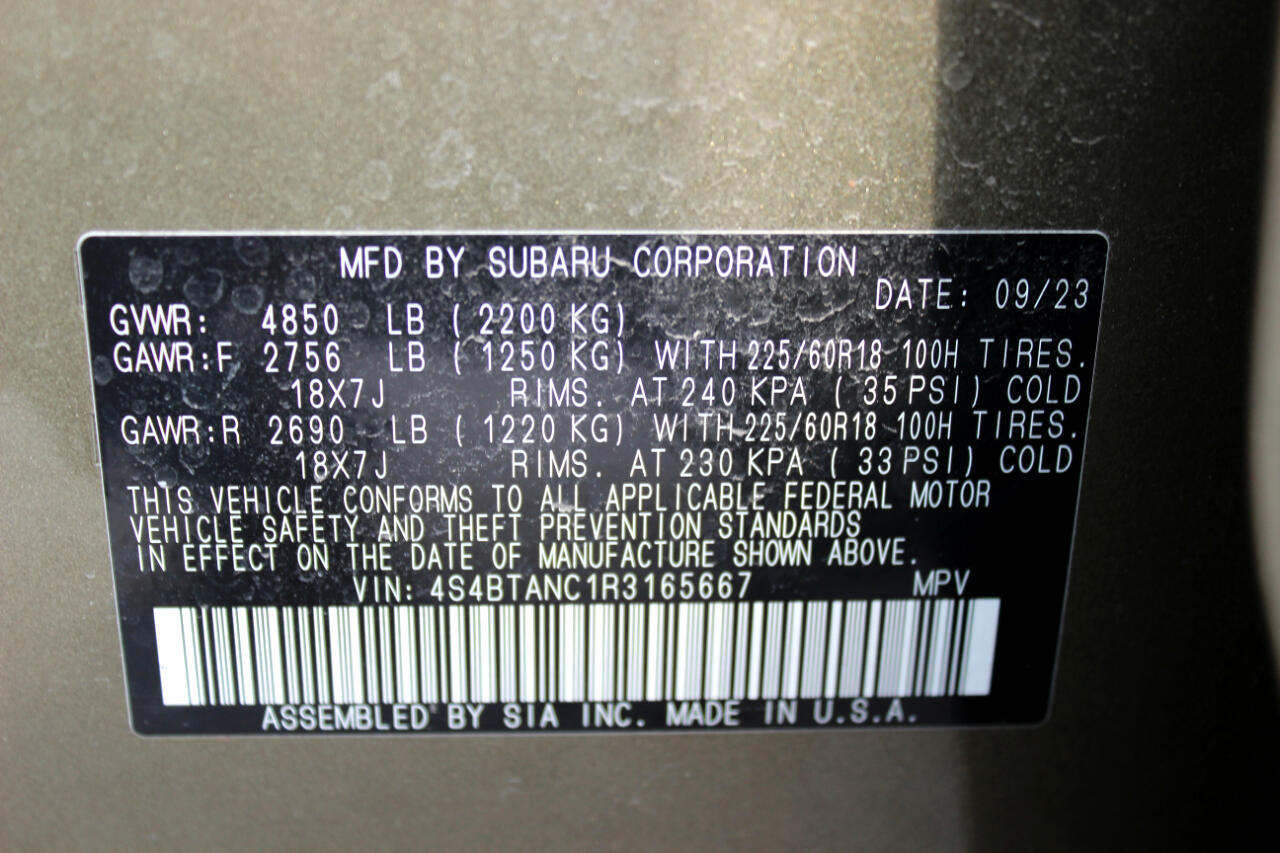 MFD BY SUBARU CORPORATION
DATE: 09/23
GVWR: 4850 LB (2200 KG)
GAWR:F 2756 LB (1250 KG) WITH 225/60R18 100H TIRES.
18X7J RIMS. AT 240 KPA (35 PSI) COLD
GAWR:R 2690 LB (1220 KG) WITH 225/60R18 100H TIRES.
18X7J RIMS. AT 230 KPA (33 PSI) COLD
THIS VEHICLE CONFORMS TO ALL APPLICABLE FEDERAL MOTOR
VEHICLE SAFETY AND THEFT PREVENTION STANDARDS
IN EFFECT ON THE DATE OF MANUFACTURE SHOWN ABOVE.
VIN: 4S4BTANC1R3165667 MPV
ASSEMBLED BY SIA INC. MADE IN U.S.A.